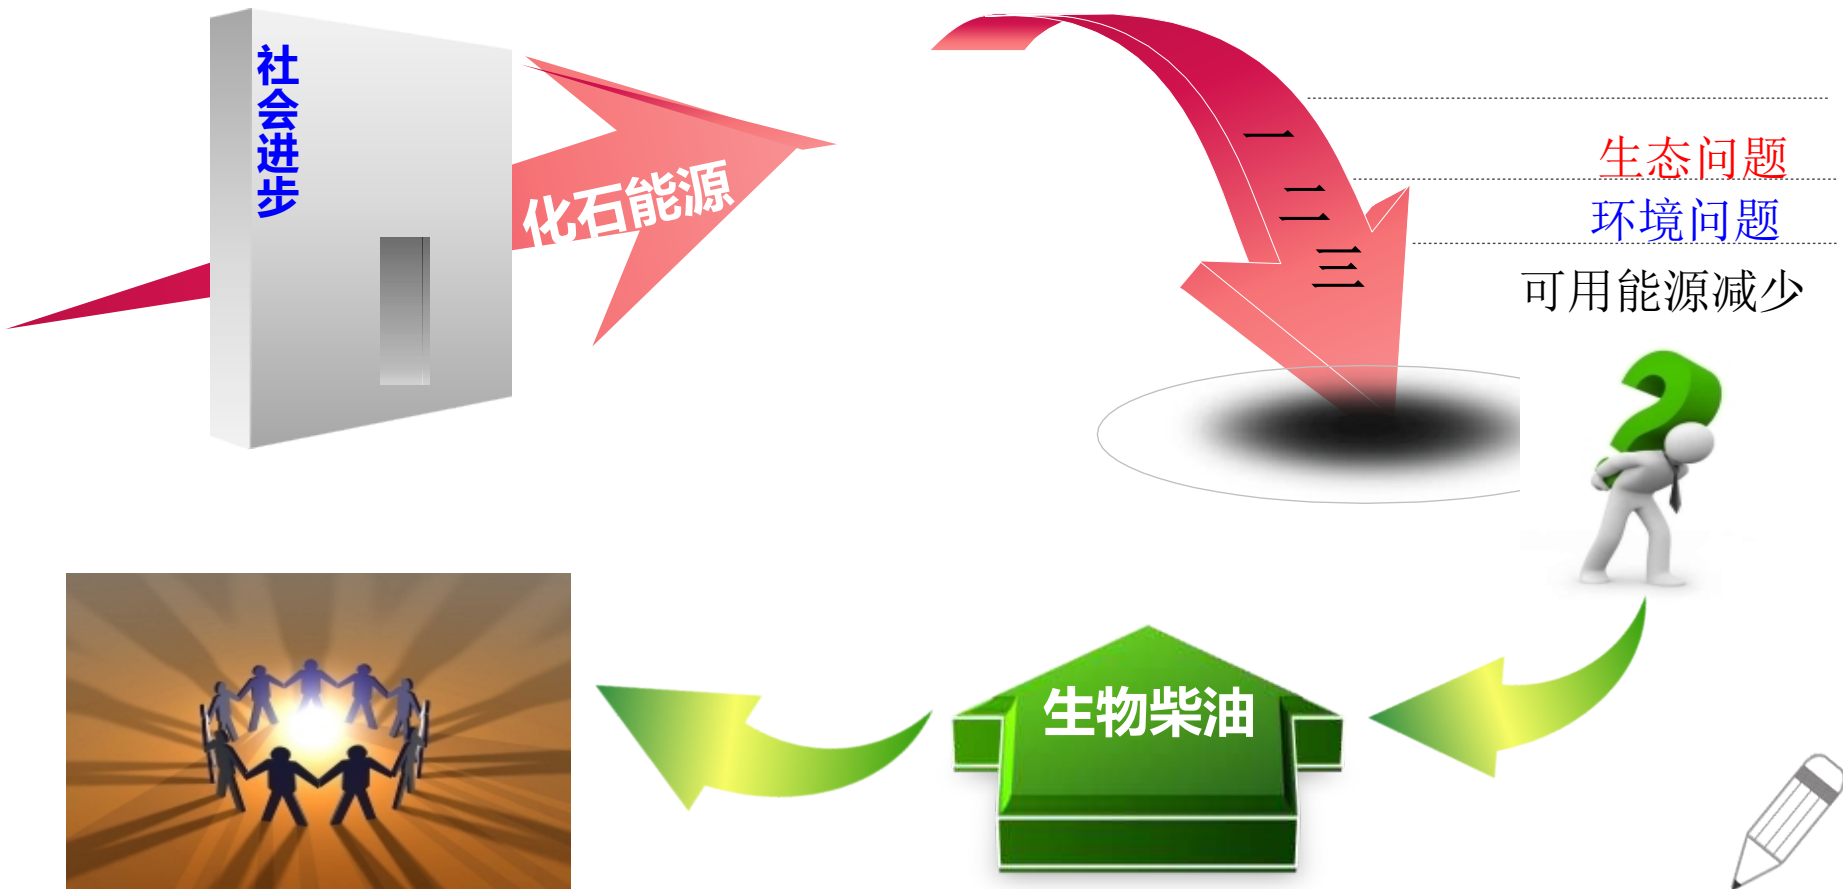 社会进步
化石能源
一
生态问题
二
环境问题
三
可用能源减少
生物柴油